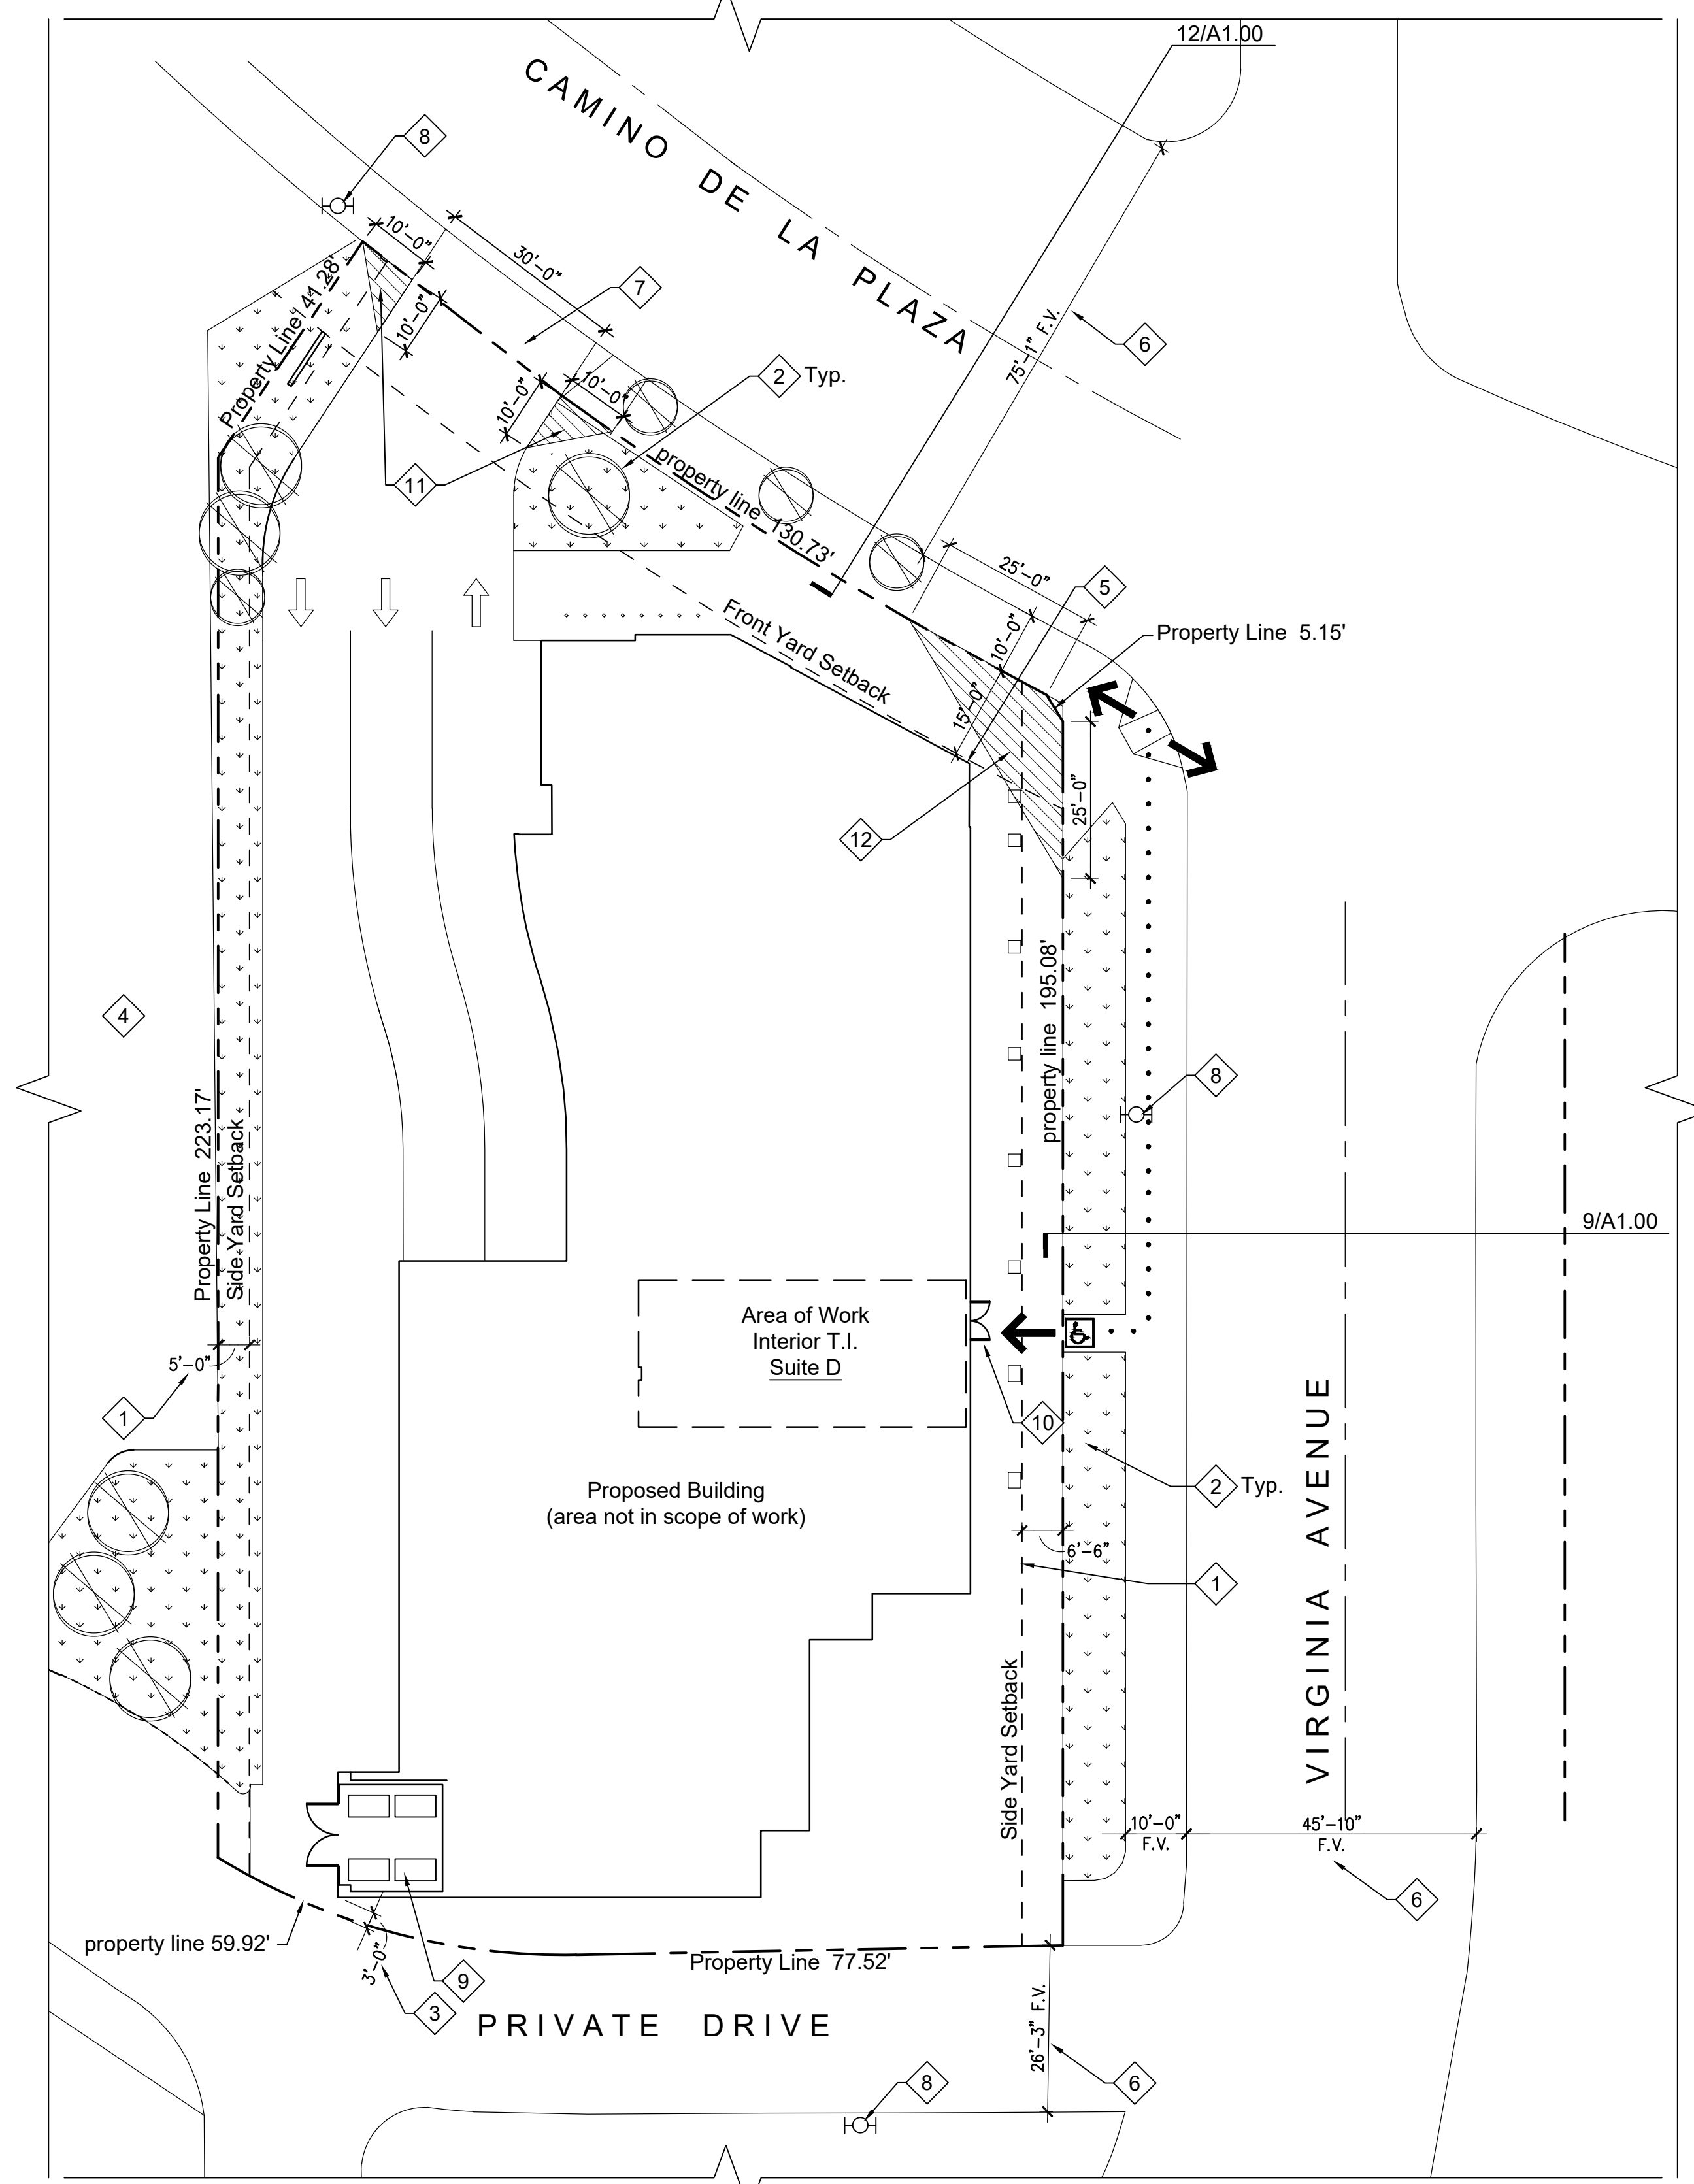 12/A1.00
CAMINO DE LA PLAZA
8
10'-0"
30'-0"
7
Property Line 41.28'
10'-0"
6
75'-1" F.V.
2 Typ.
10'-0"
10'-0"
11
property line 130.73'
25'-0"
5
Front Yard Setback
10'-0"
Property Line 5.15'
15'-0"
25'-0"
12
4
property line 195.08'
8
Property Line 223.17'
Side Yard Setback
9/A1.00
Area of Work
Interior T.I.
Suite D
5'-0"
1
10
Proposed Building
(area not in scope of work)
2 Typ.
6'-6"
1
VIRGINIA AVENUE
Side Yard Setback
10'-0"
F.V.
45'-10"
F.V.
6
property line 59.92'
3'-0"
9
3
Property Line 77.52'
PRIVATE DRIVE
26'-3" F.V.
6
8